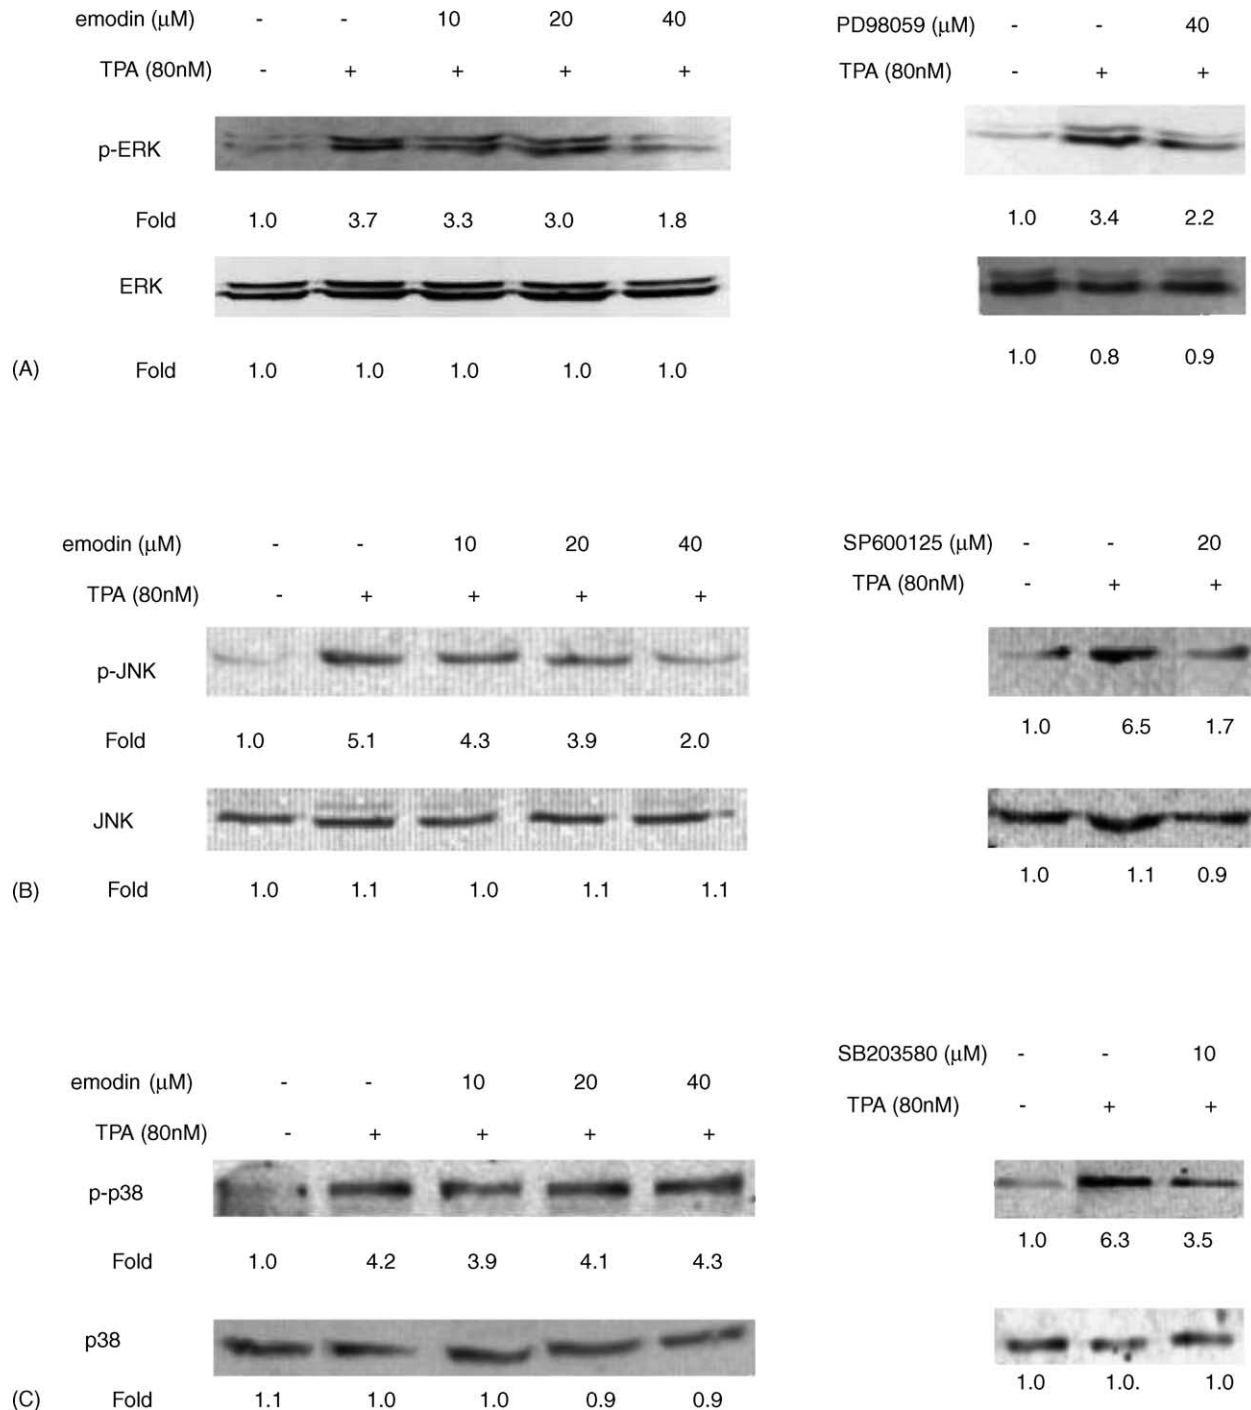 emodin (μM) - - 10 20 40
TPA (80nM) - + + + +
p-ERK
Fold 1.0 3.7 3.3 3.0 1.8
ERK
(A) Fold 1.0 1.0 1.0 1.0 1.0
PD98059 (μM) - - 40
TPA (80nM) - + +
1.0 3.4 2.2
1.0 0.8 0.9
emodin (μM) - - 10 20 40
TPA (80nM) - + + + +
p-JNK
Fold 1.0 5.1 4.3 3.9 2.0
JNK
(B) Fold 1.0 1.1 1.0 1.1 1.1
SP600125 (μM) - - 20
TPA (80nM) - + +
1.0 6.5 1.7
1.0 1.1 0.9
emodin (μM) - - 10 20 40
TPA (80nM) - + + + +
p-p38
Fold 1.0 4.2 3.9 4.1 4.3
p38
(C) Fold 1.1 1.0 1.0 0.9 0.9
SB203580 (μM) - - 10
TPA (80nM) - + +
1.0 6.3 3.5
1.0 1.0. 1.0